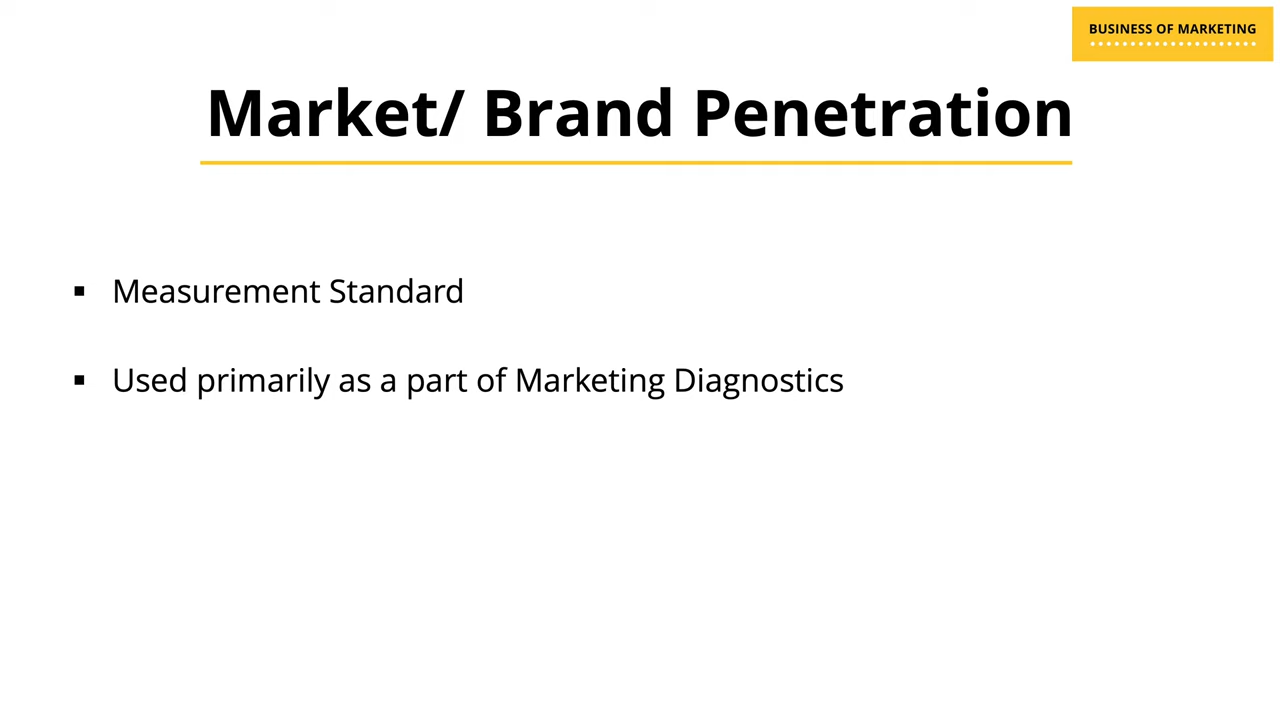 BUSINESS OF MARKETING
Market/ Brand Penetration
▪ Measurement Standard
▪ Used primarily as a part of Marketing Diagnostics